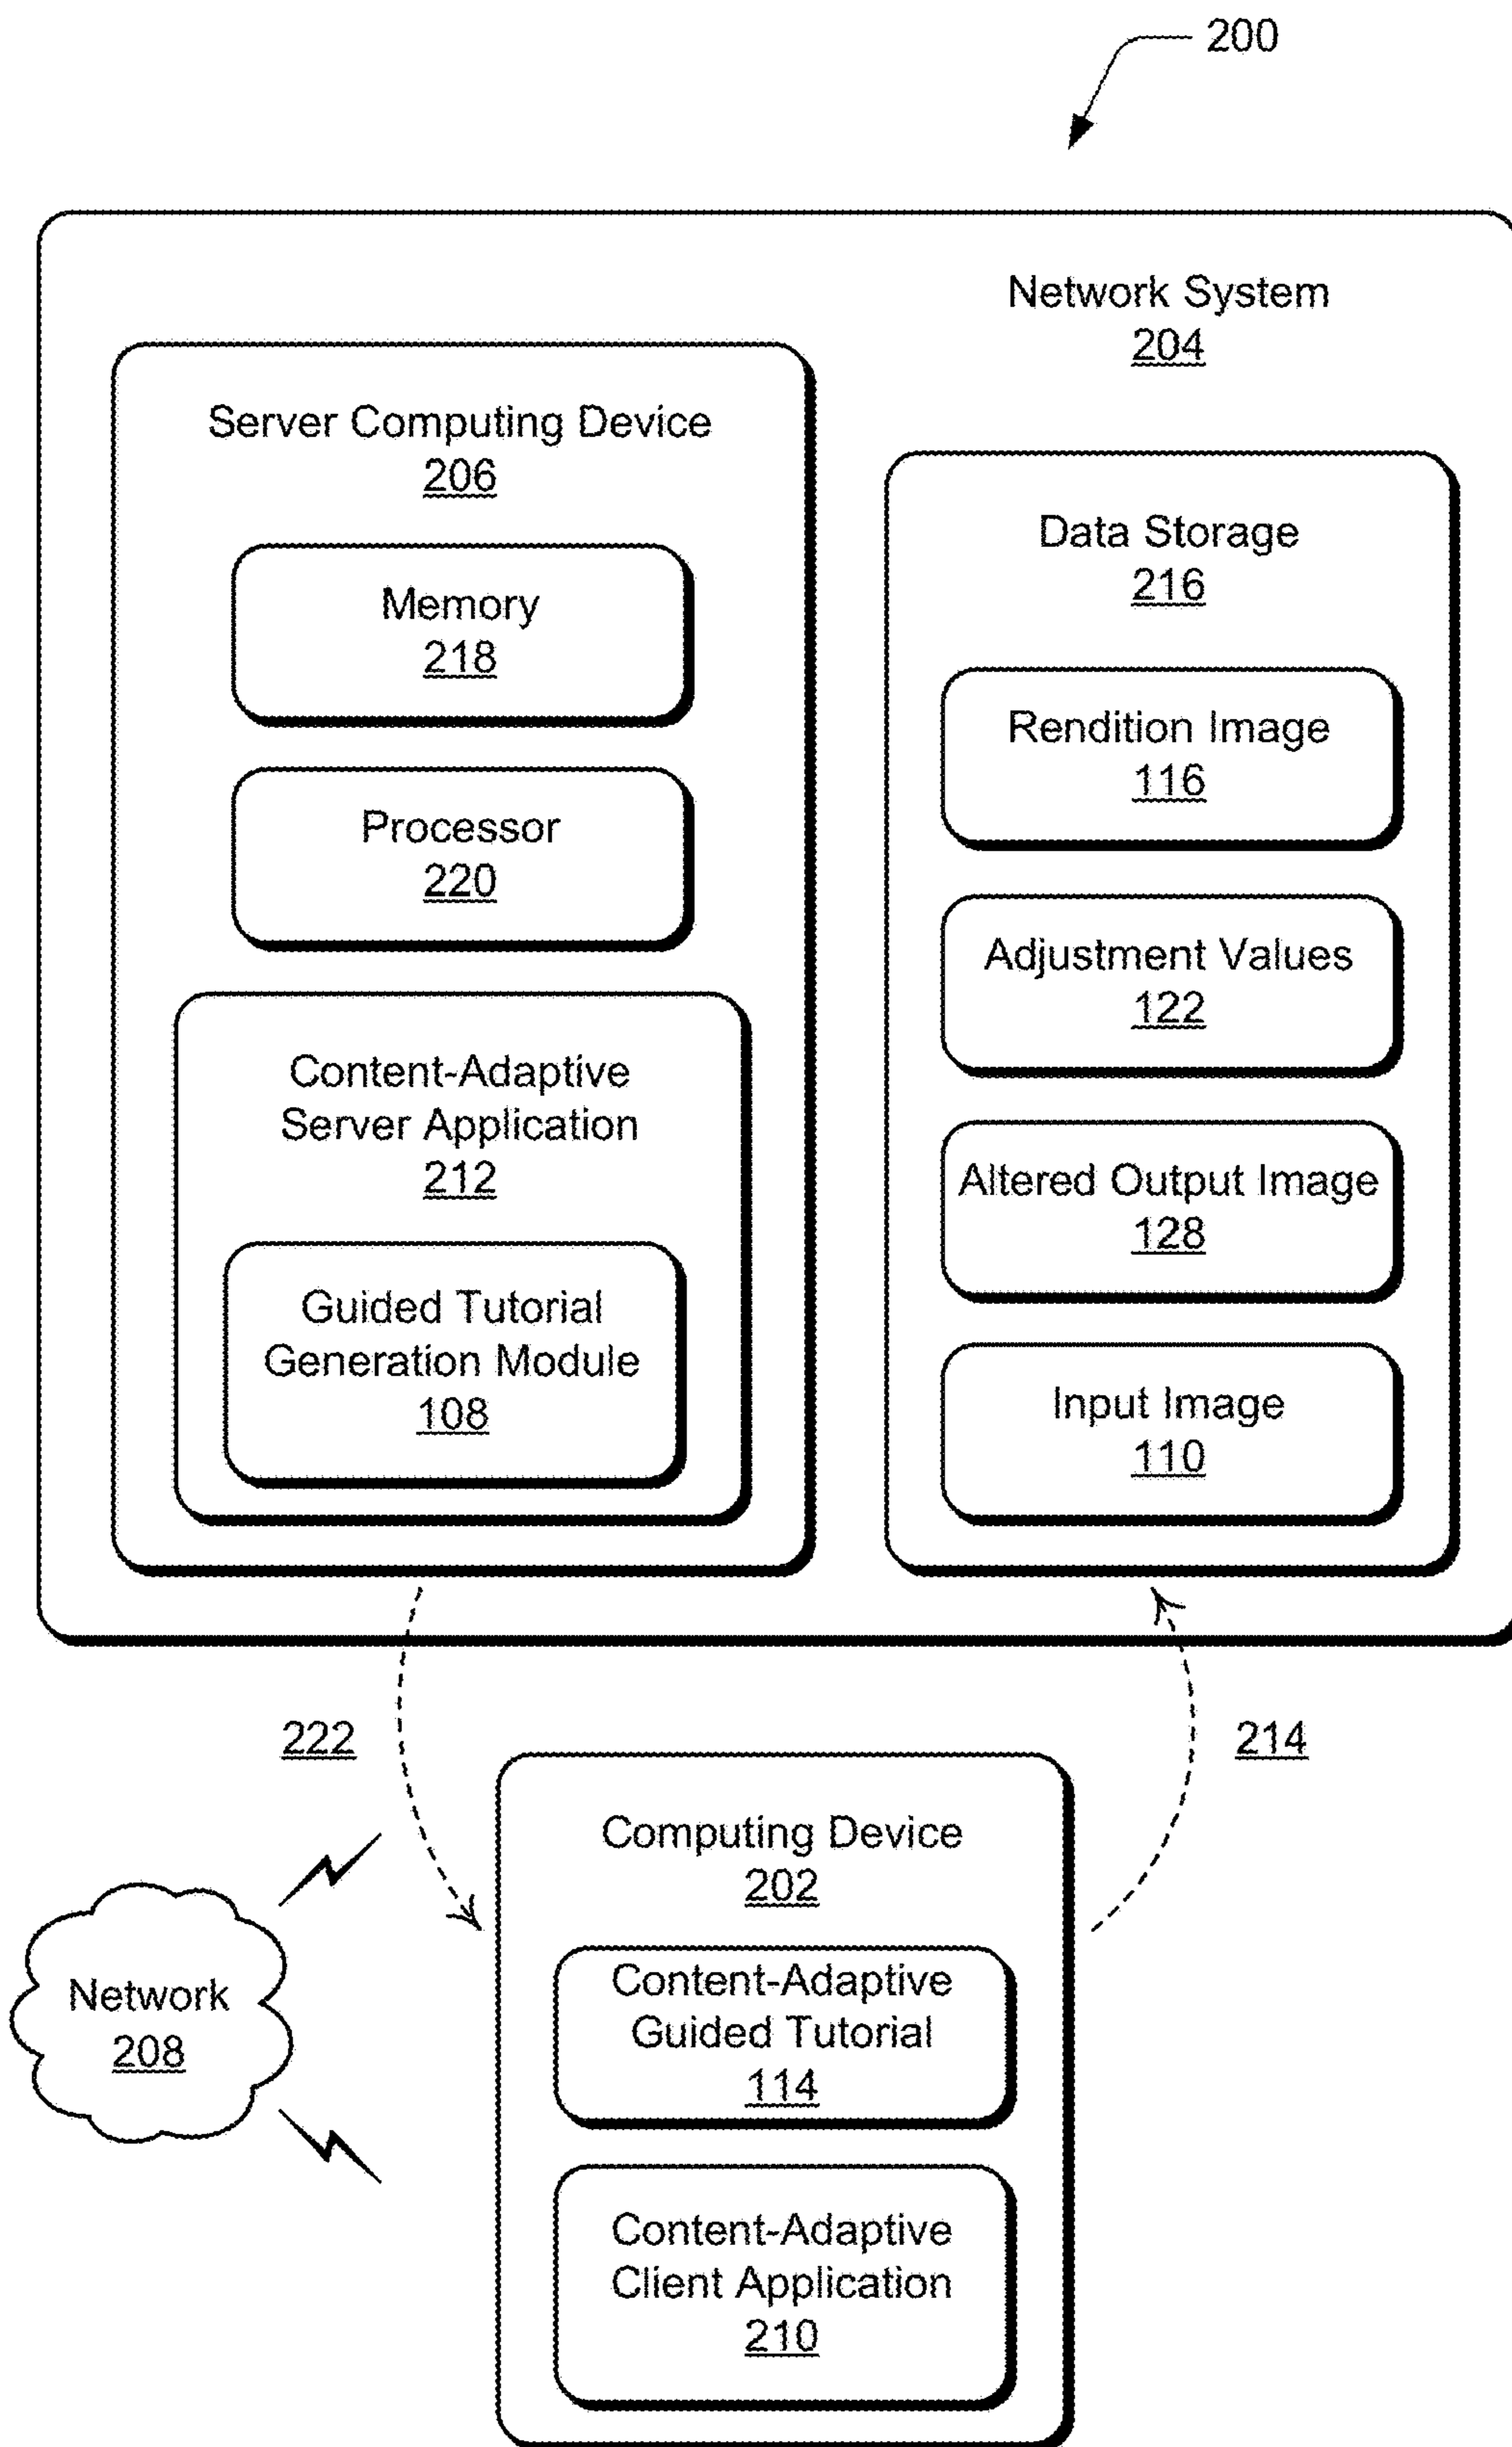 200
Network System
204
Server Computing Device
206
Memory
218
Processor
220
Content-Adaptive
Server Application
212
Guided Tutorial
Generation Module
108
Data Storage
216
Rendition Image
116
Adjustment Values
122
Altered Output Image
128
Input Image
110
222
214
Computing Device
202
Content-Adaptive
Guided Tutorial
114
Content-Adaptive
Client Application
210
Network
208